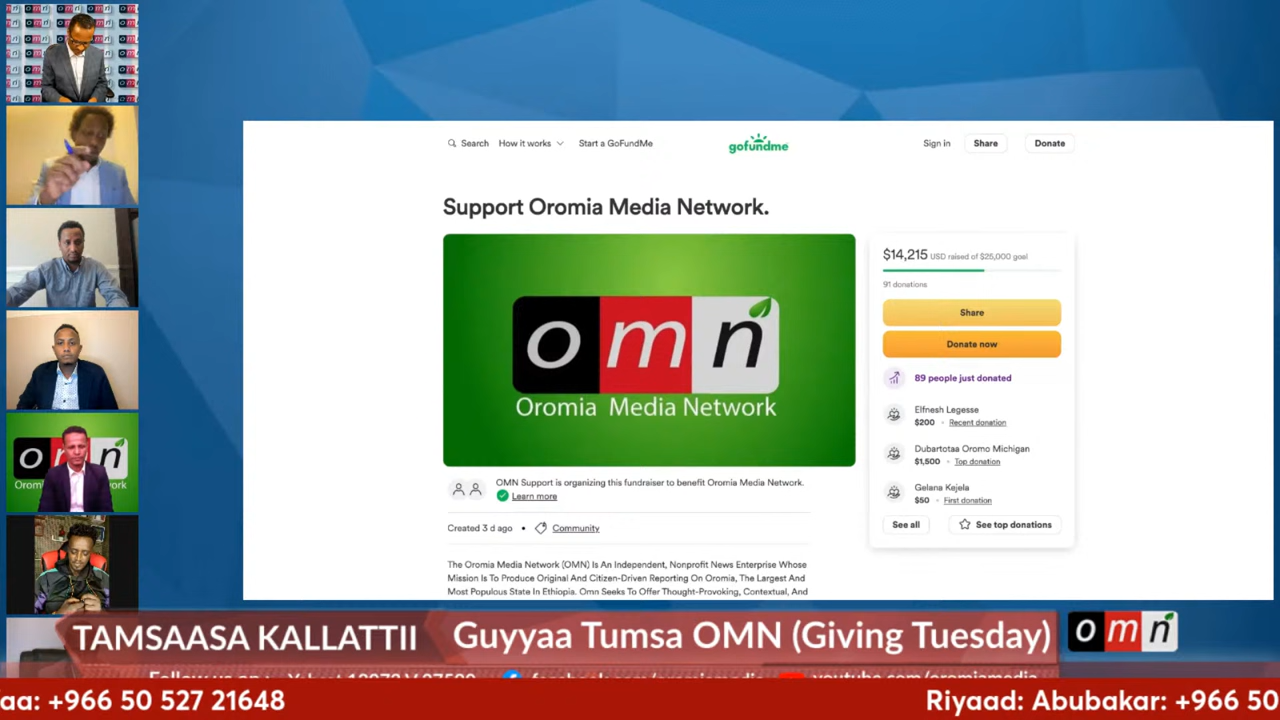 Search How it works Start a GoFundMe
gofundme
Sign in Share Donate
Support Oromia Media Network.
omn
Oromia Media Network
$14,215 USD raised of $25,000 goal
91 donations
Share
Donate now
89 people just donated
Elfnesh Legesse
$200 • Recent donation
Dubartotaa Oromo Michigan
$1,500 • Top donation
Gelana Kejela
$50 • First donation
See all See top donations
OMN Support is organizing this fundraiser to benefit Oromia Media Network.
Learn more
Created 3 d ago • Community
The Oromia Media Network (OMN) Is An Independent, Nonprofit News Enterprise Whose
Mission Is To Produce Original And Citizen-Driven Reporting On Oromia, The Largest And
Most Populous State In Ethiopia. Omn Seeks To Offer Thought-Provoking, Contextual, And
TAMSAASA KALLATTII
Guyyaa Tumsa OMN (Giving Tuesday)
omn
aa: +966 50 527 21648
Riyaad: Abubakar: +966 50